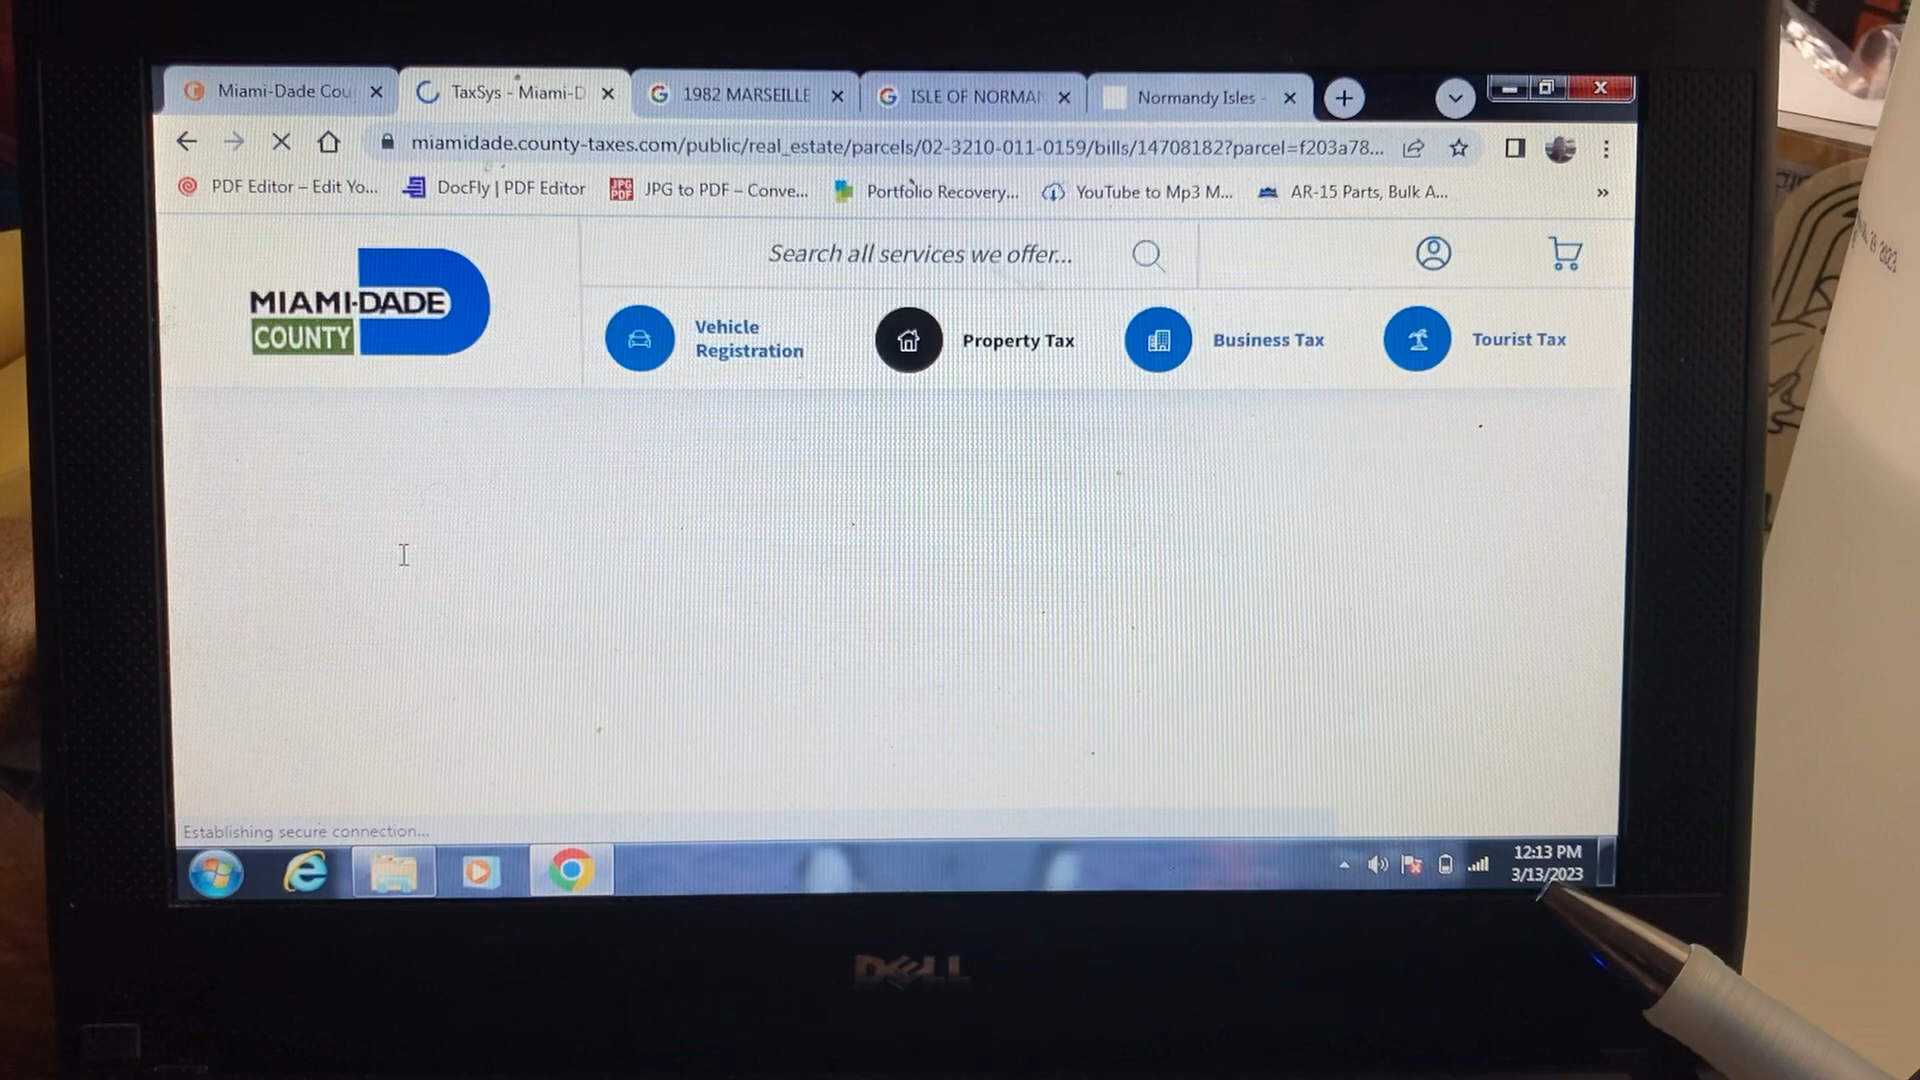 Miami-Dade Cou
TaxSys - Miami-D
1982 MARSEILLE
ISLE OF NORMAN
Normandy Isles -
miamidade.county-taxes.com/public/real_estate/parcels/02-3210-011-0159/bills/14708182?parcel=f203a78...
PDF Editor – Edit Yo...
DocFly | PDF Editor
JPG to PDF – Conve...
Portfolio Recovery...
YouTube to Mp3 M...
AR-15 Parts, Bulk A...
»
Search all services we offer...
MIAMI-DADE
COUNTY
Vehicle
Registration
Property Tax
Business Tax
Tourist Tax
Establishing secure connection...
12:13 PM
3/13/2023
DELL